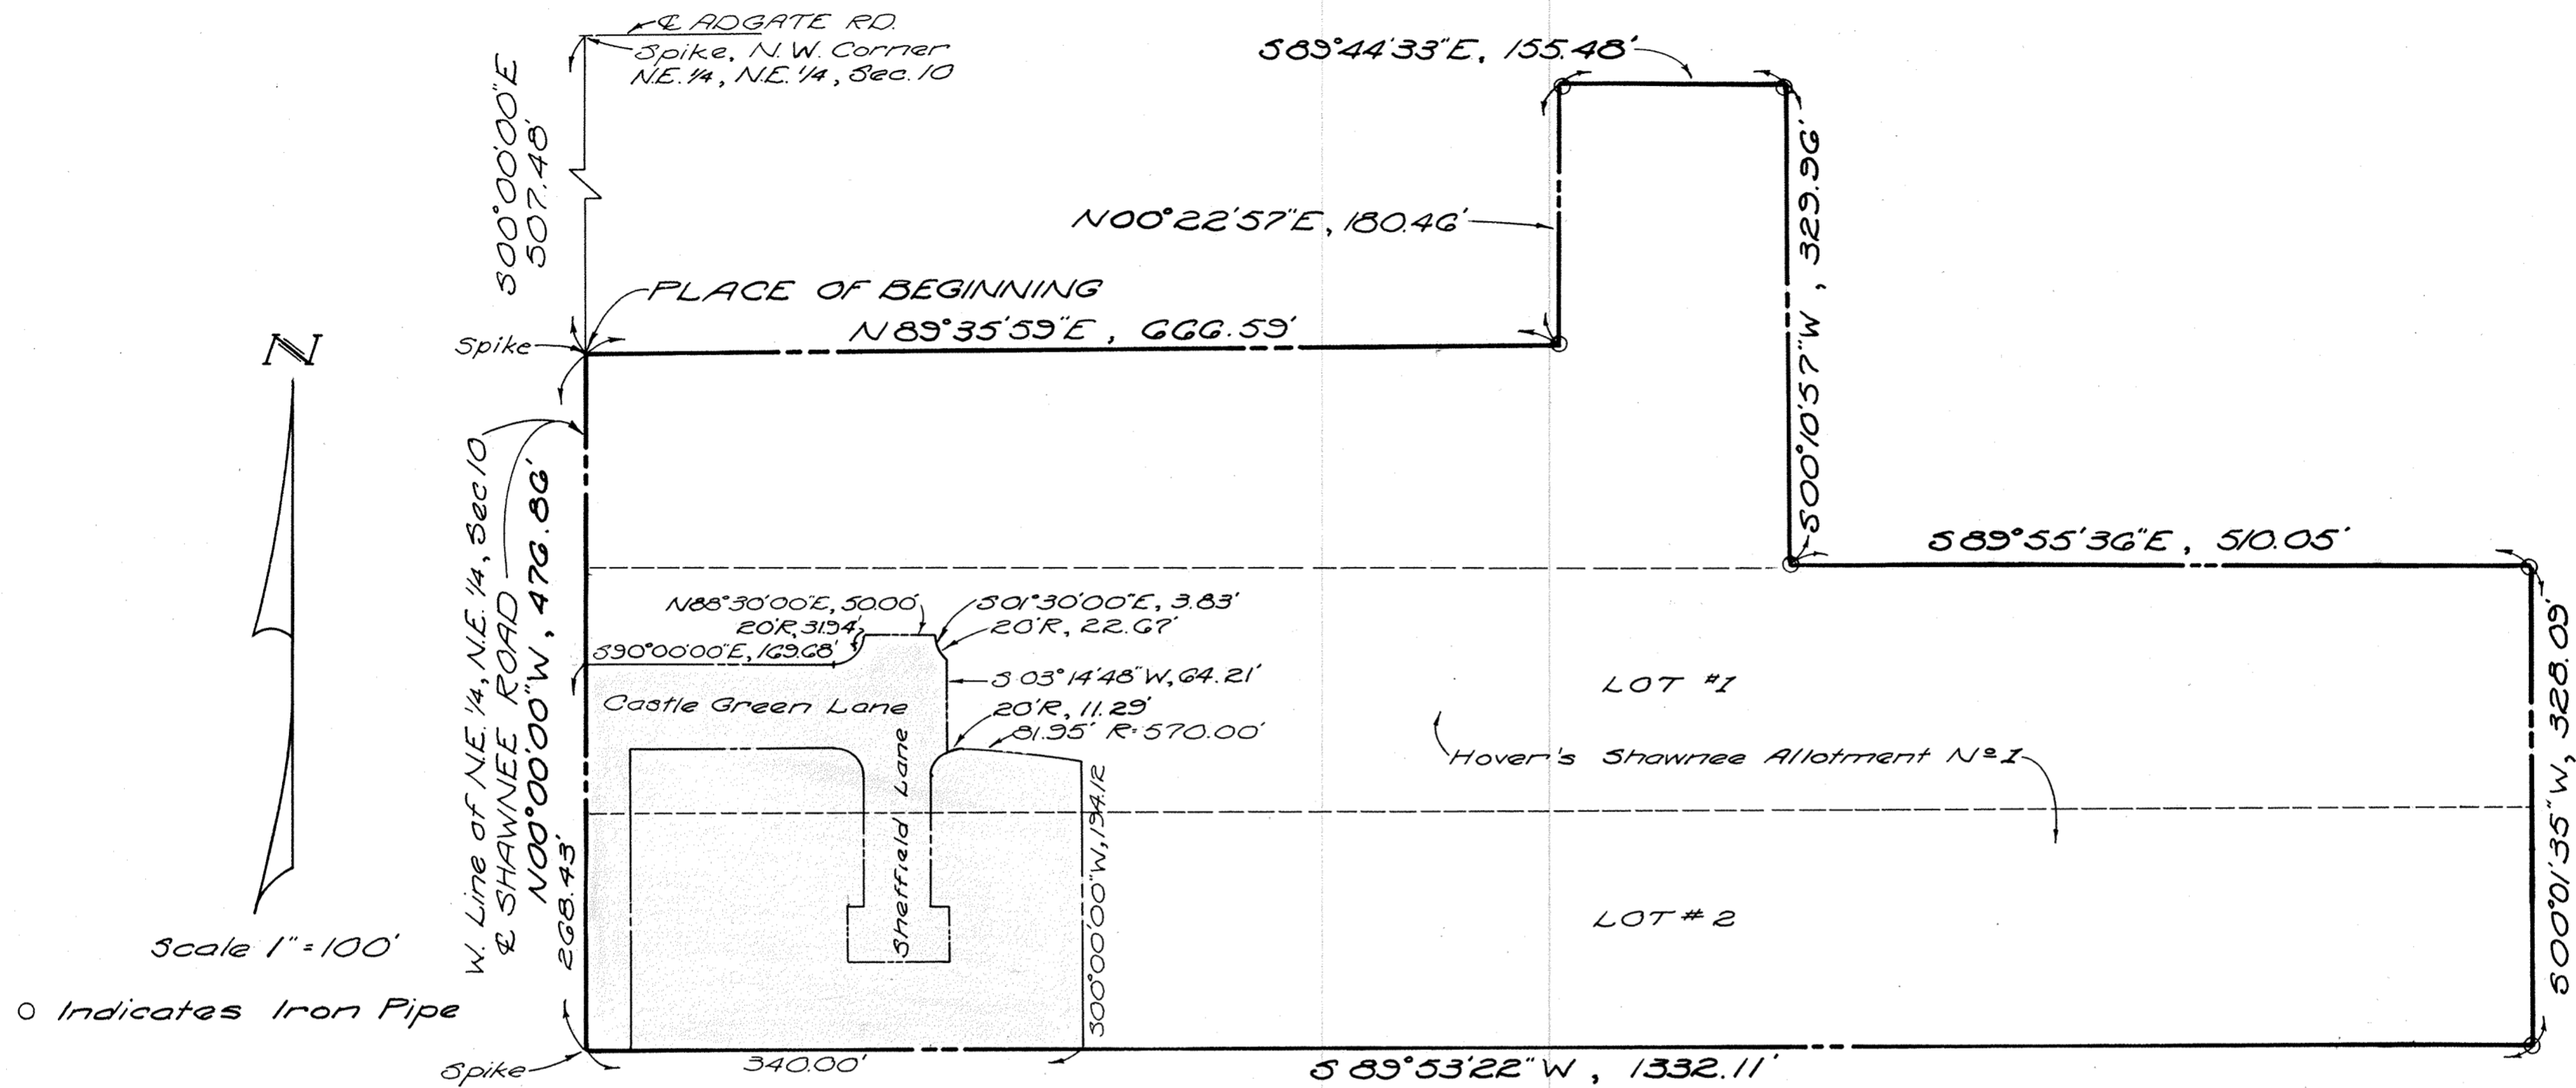 ℄ ADGATE RD.
Spike, N.W. Corner
N.E. 1/4, N.E. 1/4, Sec. 10
S00°00'00"E
507.48'
S89°44'33"E, 155.48'
N00°22'57"E, 180.46'
S00°10'57"W, 329.96'
PLACE OF BEGINNING
N89°35'59"E, 666.59'
Spike
N
W. Line of N.E. 1/4, N.E. 1/4, Sec 10
℄ SHAWNEE ROAD
N00°00'00"W, 476.86'
268.43'
S89°55'36"E, 510.05'
S00°01'35"W, 328.09'
N88°30'00"E, 50.00'
20'R, 31.94'
S90°00'00"E, 169.68'
S01°30'00"E, 3.83'
20'R, 22.67'
S03°14'48"W, 64.21'
20'R, 11.29'
81.95' R=570.00'
Castle Green Lane
Sheffield Lane
S00°00'00"W, 194.12
LOT #1
Hover's Shawnee Allotment Nº 1
LOT # 2
Scale 1"=100'
○ Indicates Iron Pipe
Spike
340.00'
S89°53'22"W, 1332.11'